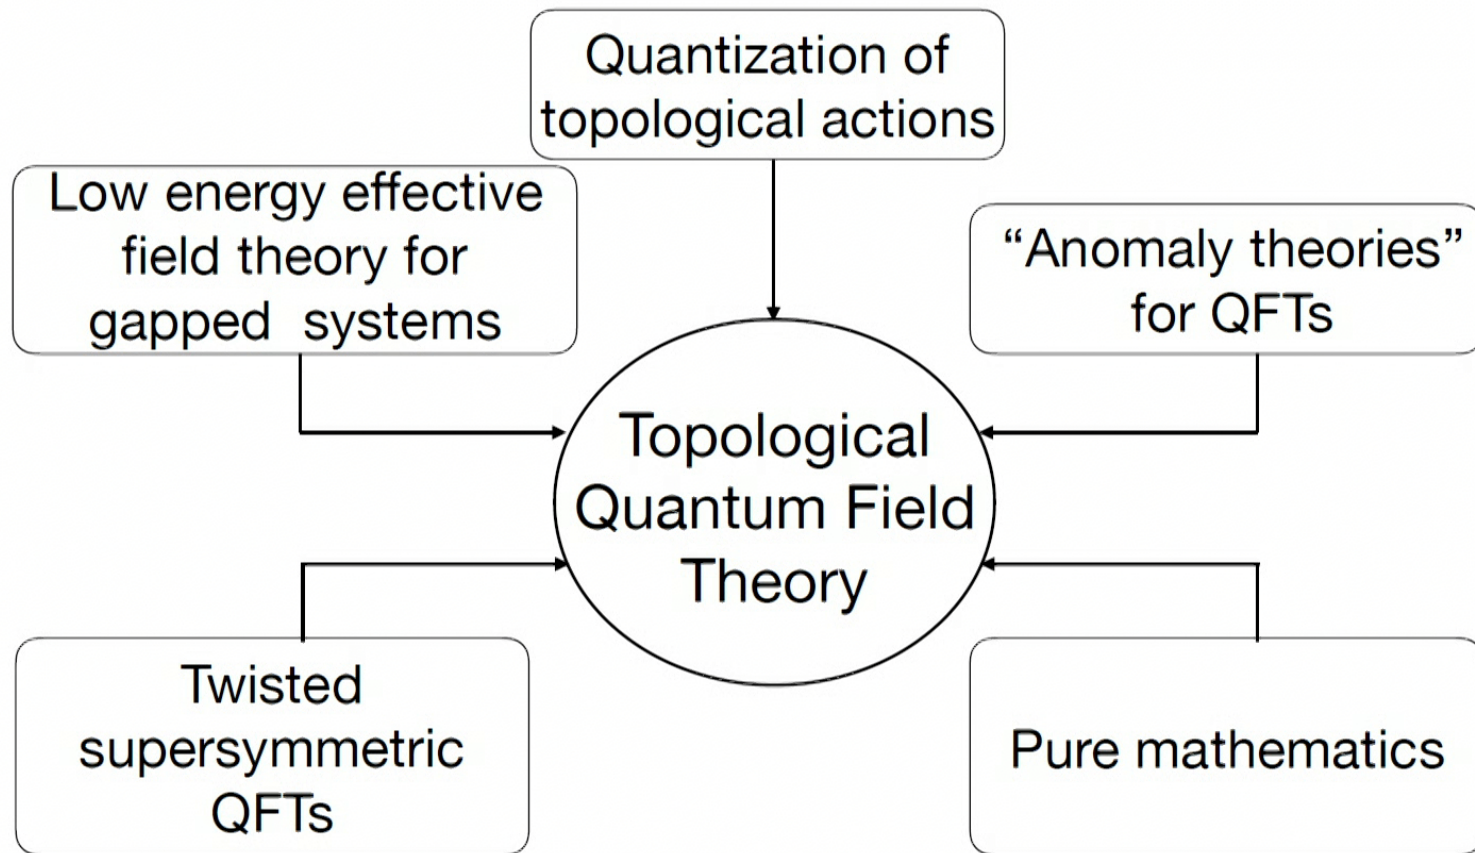 Quantization of
topological actions
Low energy effective
field theory for
gapped systems
“Anomaly theories”
for QFTs
Topological
Quantum Field
Theory
Twisted
supersymmetric
QFTs
Pure mathematics